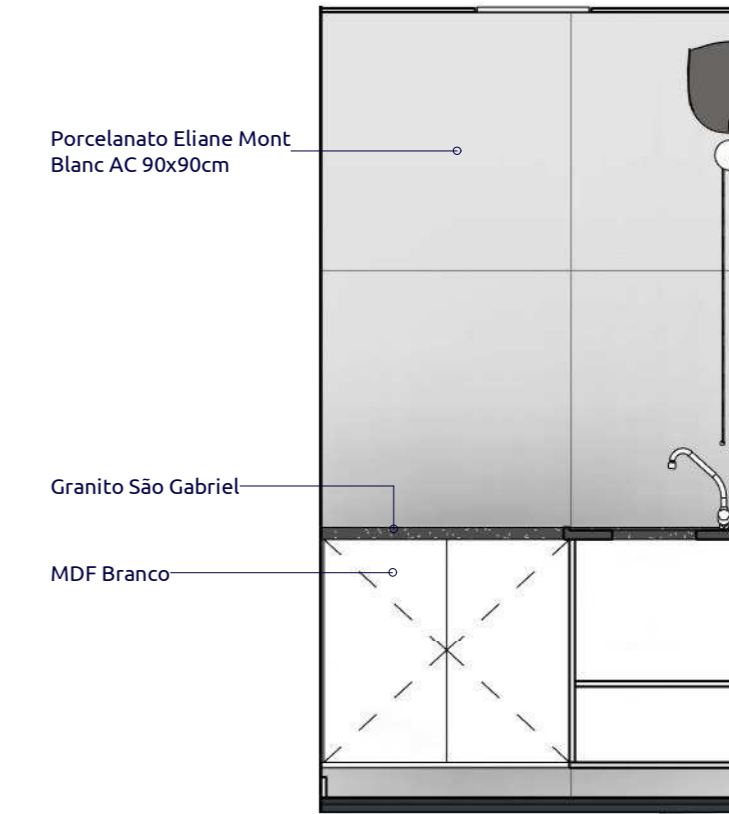 Porcelanato Eliane Mont
Blanc AC 90x90cm
Granito São Gabriel
MDF Branco